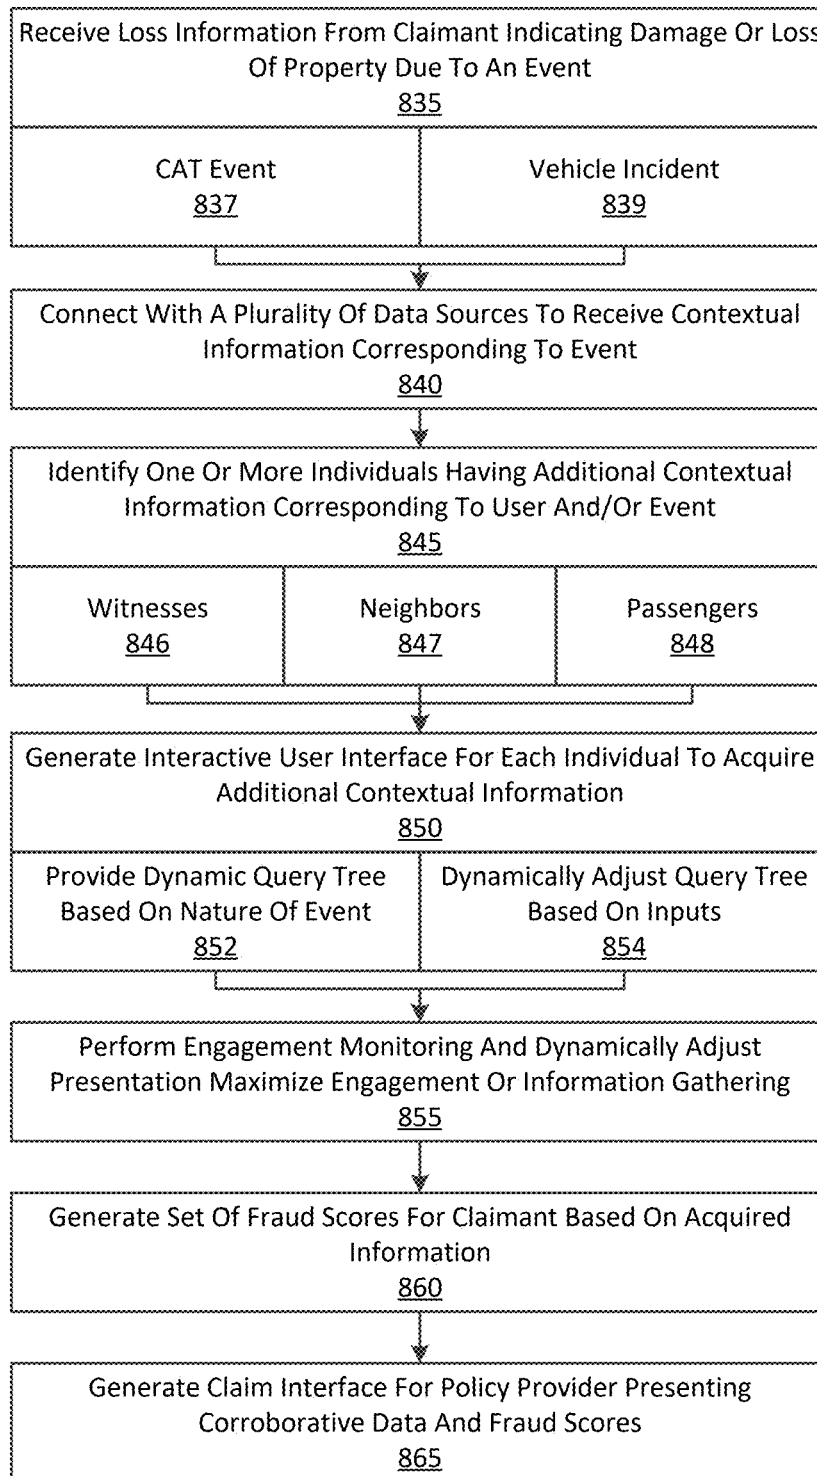 Receive Loss Information From Claimant Indicating Damage Or Loss
Of Property Due To An Event
835
CAT Event
837
Vehicle Incident
839
Connect With A Plurality Of Data Sources To Receive Contextual
Information Corresponding To Event
840
Identify One Or More Individuals Having Additional Contextual
Information Corresponding To User And/Or Event
845
Witnesses
846
Neighbors
847
Passengers
848
Generate Interactive User Interface For Each Individual To Acquire
Additional Contextual Information
850
Provide Dynamic Query Tree
Based On Nature Of Event
852
Dynamically Adjust Query Tree
Based On Inputs
854
Perform Engagement Monitoring And Dynamically Adjust
Presentation Maximize Engagement Or Information Gathering
855
Generate Set Of Fraud Scores For Claimant Based On Acquired
Information
860
Generate Claim Interface For Policy Provider Presenting
Corroborative Data And Fraud Scores
865